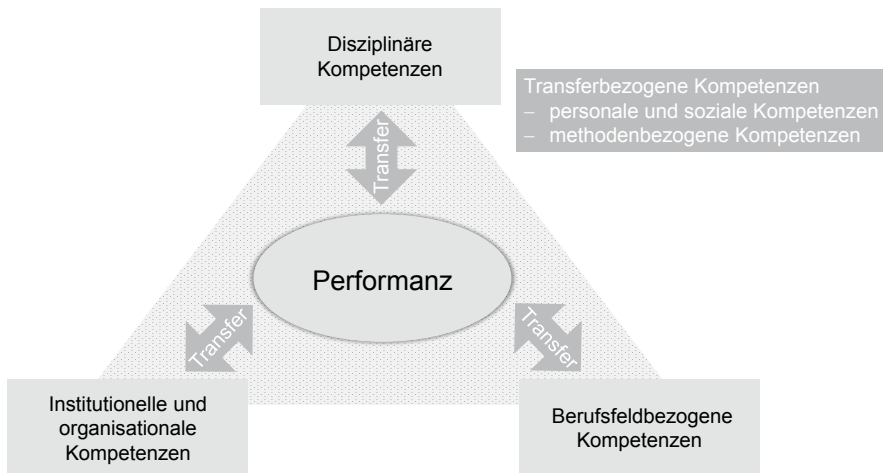 Disziplinäre
Kompetenzen
Transferbezogene Kompetenzen
– personale und soziale Kompetenzen
– methodenbezogene Kompetenzen
Transfer
Performanz
Transfer
Transfer
Institutionelle und
organisationale
Kompetenzen
Berufsfeldbezogene
Kompetenzen